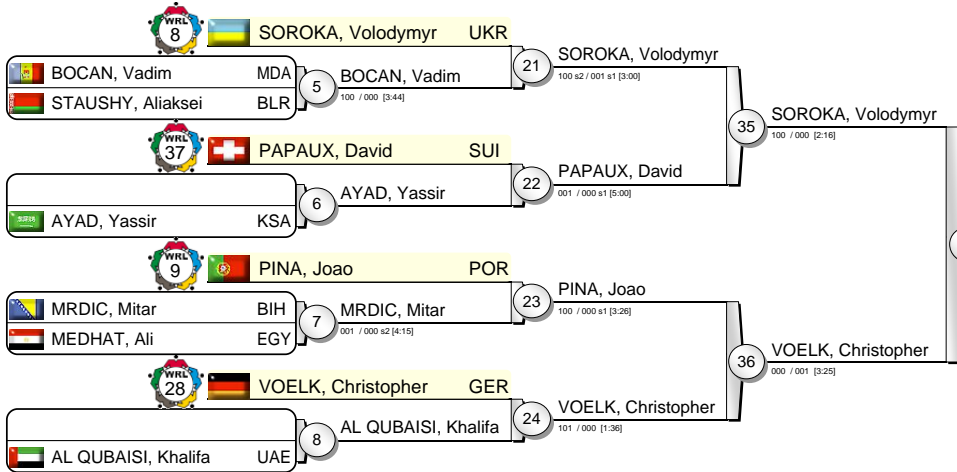 WRL
8
SOROKA, Volodymyr UKR
BOCAN, Vadim MDA
STAUSHY, Aliaksei BLR
5
BOCAN, Vadim
100 / 000 [3:44]
21
SOROKA, Volodymyr
100 s2 / 001 s1 [3:00]
WRL
37
PAPAUX, David SUI
AYAD, Yassir KSA
6
AYAD, Yassir
22
PAPAUX, David
001 / 000 s1 [5:00]
35
SOROKA, Volodymyr
100 / 000 [2:16]
WRL
9
PINA, Joao POR
MRDIC, Mitar BIH
MEDHAT, Ali EGY
7
MRDIC, Mitar
001 / 000 s2 [4:15]
23
PINA, Joao
100 / 000 s1 [3:26]
WRL
28
VOELK, Christopher GER
AL QUBAISI, Khalifa UAE
8
AL QUBAISI, Khalifa
24
VOELK, Christopher
101 / 000 [1:36]
36
VOELK, Christopher
000 / 001 [3:25]